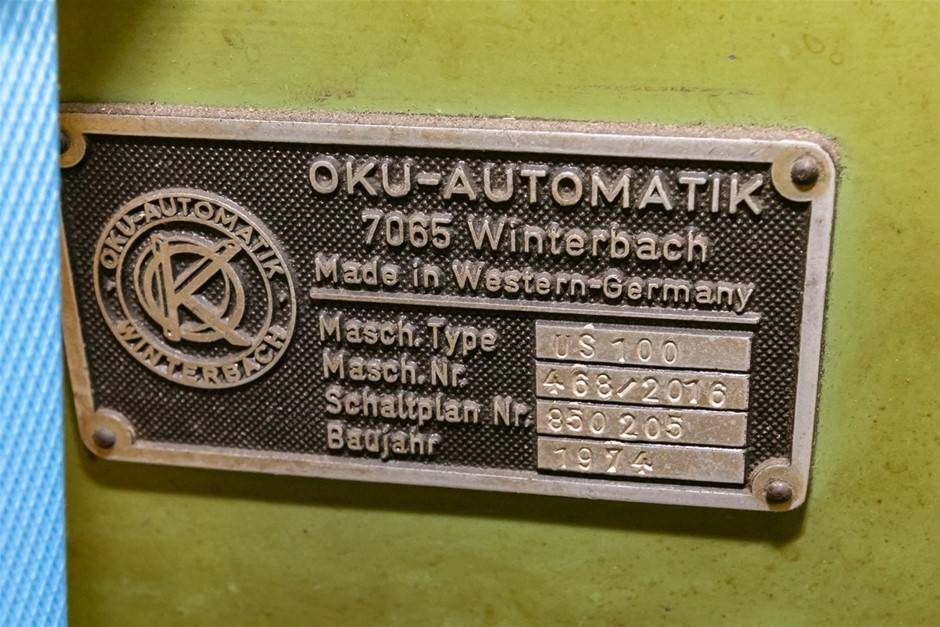 OKU-AUTOMATIK
WINTERBACH
OKU-AUTOMATIK
7065 Winterbach
Made in Western-Germany
Masch. Type US 100
Masch. Nr. 468/2016
Schaltplan Nr. 850 205
Baujahr 1974